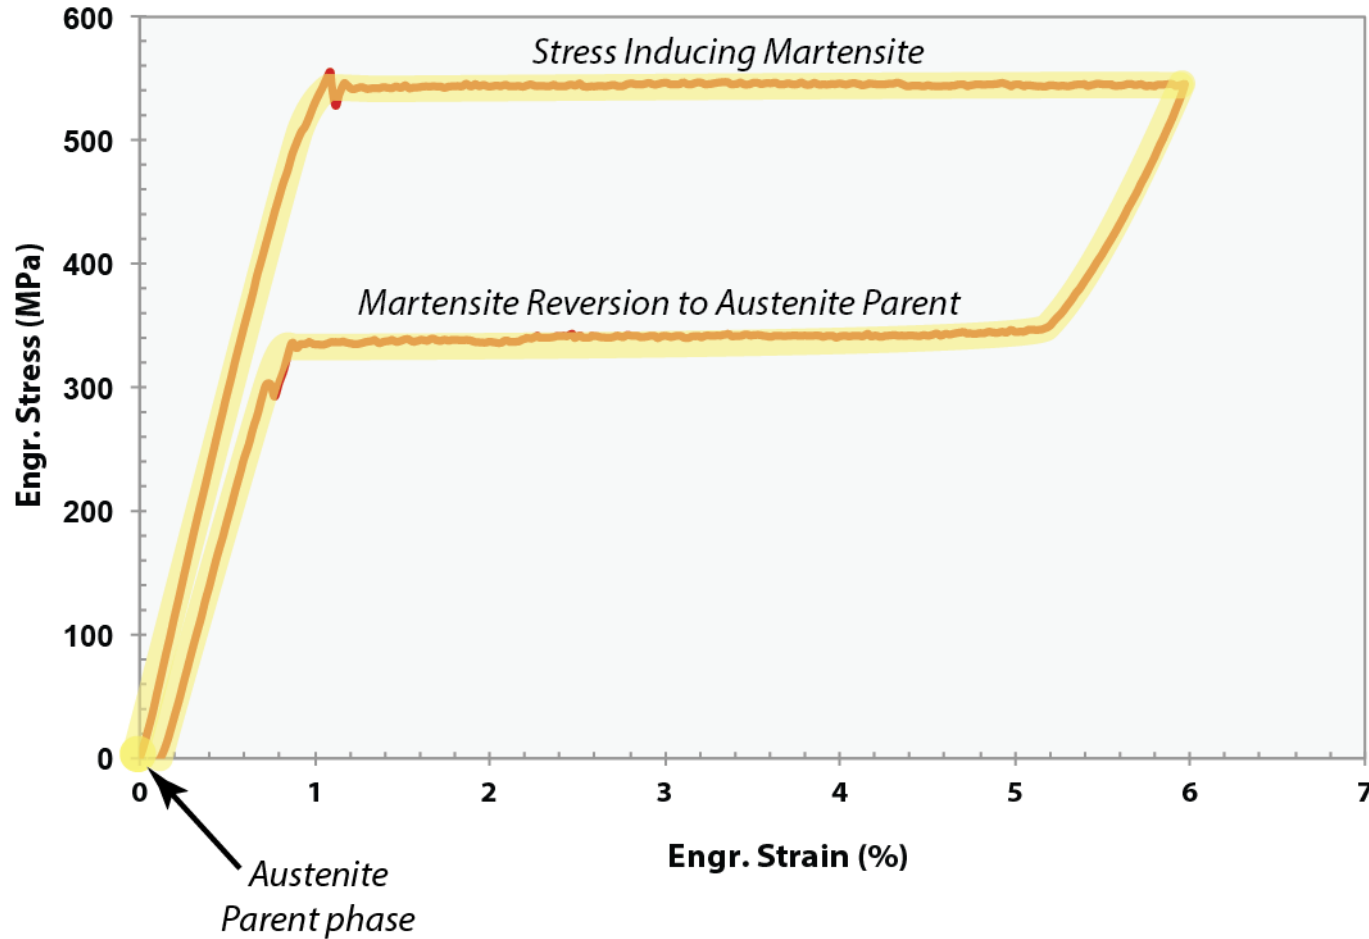 600
Stress Inducing Martensite
500
400
Engr. Stress (MPa)
Martensite Reversion to Austenite Parent
300
200
100
0
0 1 2 3 4 5 6 7
Engr. Strain (%)
Austenite
Parent phase